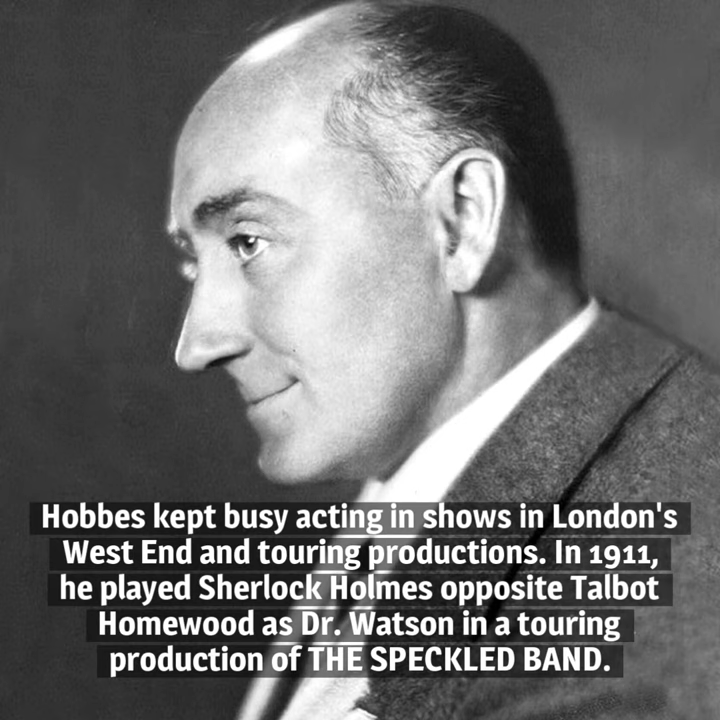 Hobbes kept busy acting in shows in London's
West End and touring productions. In 1911,
he played Sherlock Holmes opposite Talbot
Homewood as Dr. Watson in a touring
production of THE SPECKLED BAND.